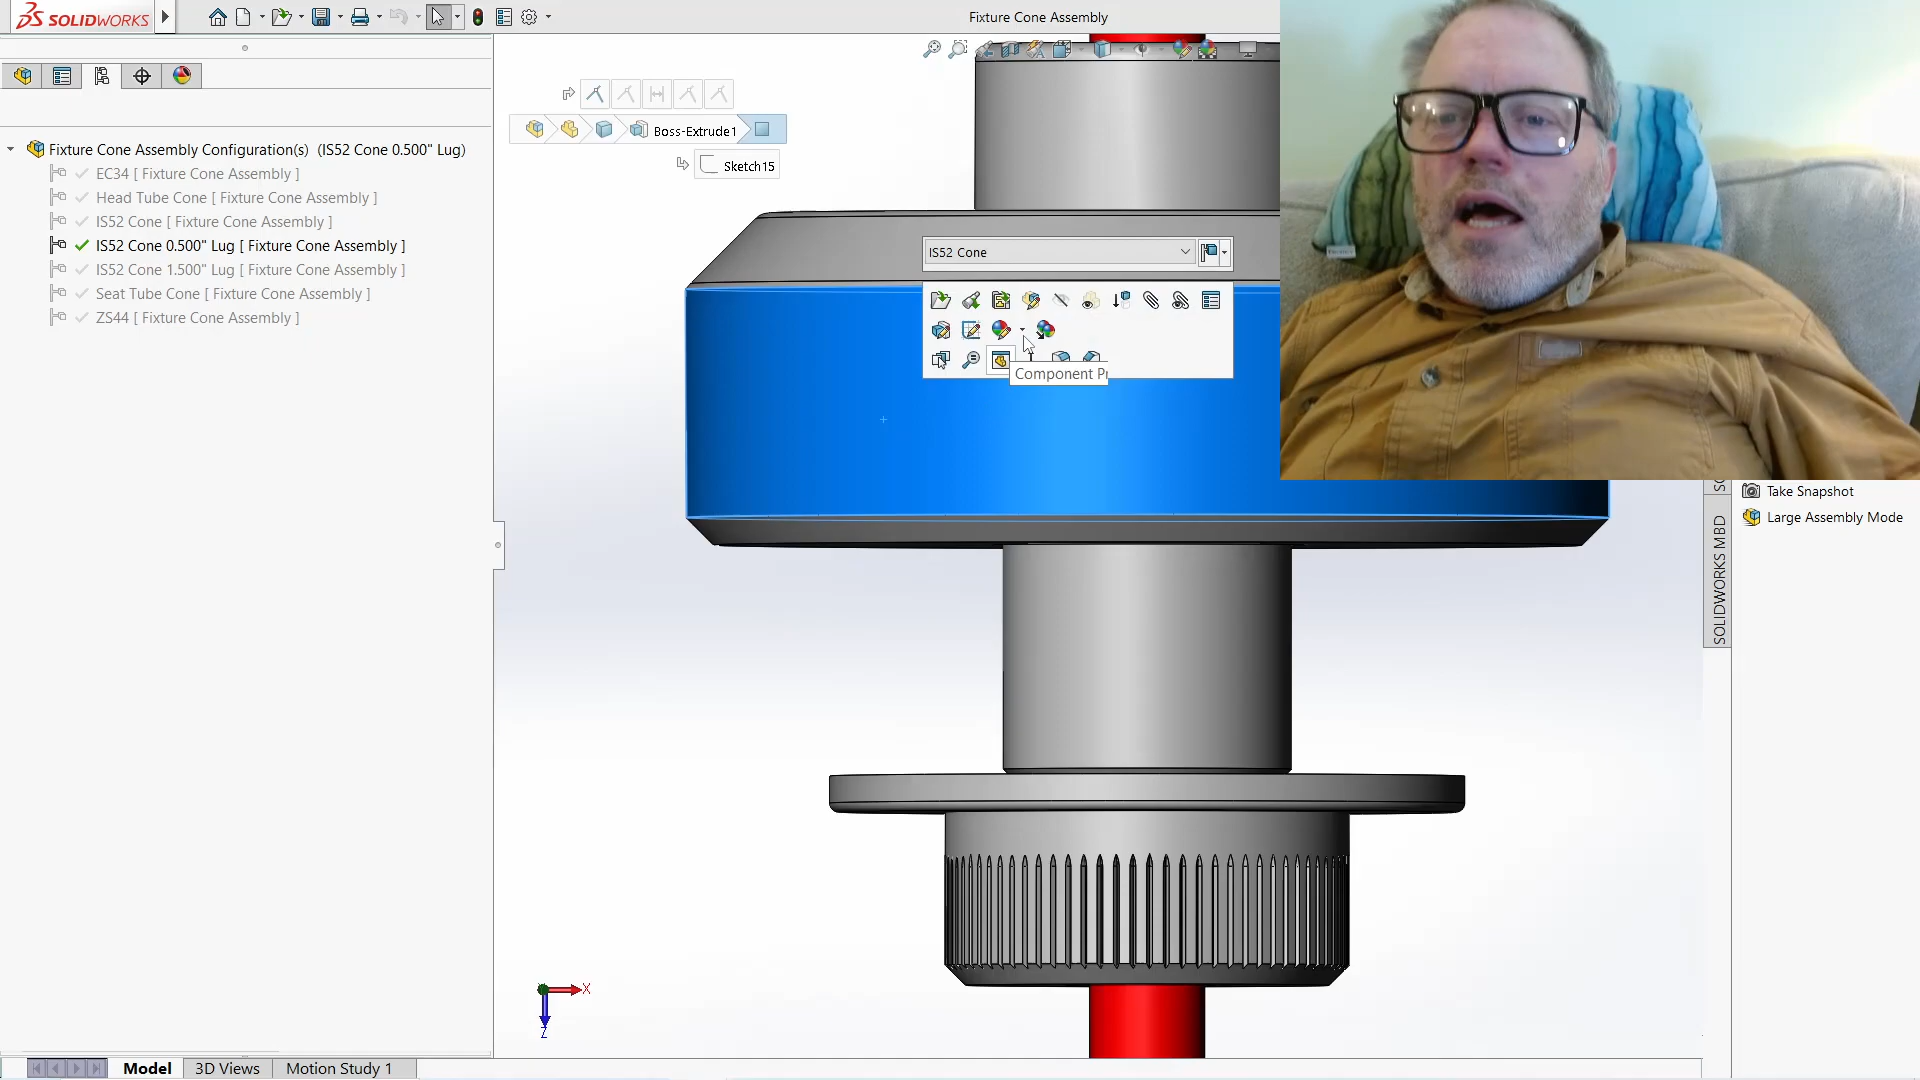 SOLIDWORKS
Fixture Cone Assembly
Boss-Extrude1
Sketch15
Fixture Cone Assembly Configuration(s) (IS52 Cone 0.500" Lug)
EC34 [ Fixture Cone Assembly ]
Head Tube Cone [ Fixture Cone Assembly ]
IS52 Cone [ Fixture Cone Assembly ]
IS52 Cone 0.500" Lug [ Fixture Cone Assembly ]
IS52 Cone 1.500" Lug [ Fixture Cone Assembly ]
Seat Tube Cone [ Fixture Cone Assembly ]
ZS44 [ Fixture Cone Assembly ]
IS52 Cone
Component Pr
Take Snapshot
Large Assembly Mode
SOLIDWORKS MBD
X
Z
Model
3D Views
Motion Study 1